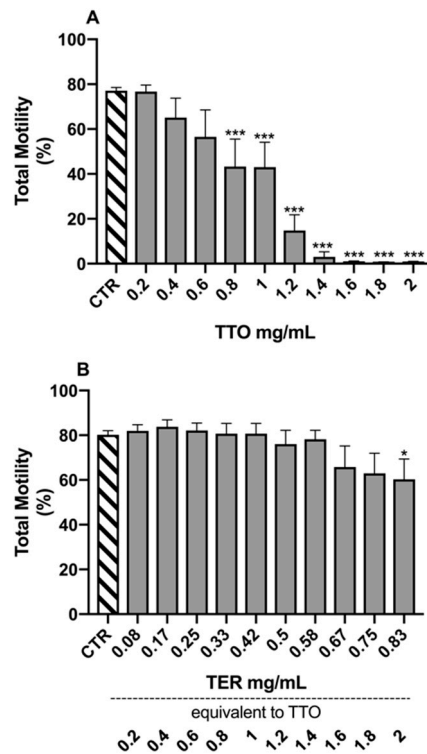 A
Total Motility
(%)
100
80
60
40
20
0
*** ***
***
***
*** *** ***
CTR 0.2 0.4 0.6 0.8 1 1.2 1.4 1.6 1.8 2
TTO mg/mL
B
Total Motility
(%)
100
80
60
40
20
0
*
CTR 0.08 0.17 0.25 0.33 0.42 0.5 0.58 0.67 0.75 0.83
TER mg/mL
equivalent to TTO
0.2 0.4 0.6 0.8 1 1.2 1.4 1.6 1.8 2